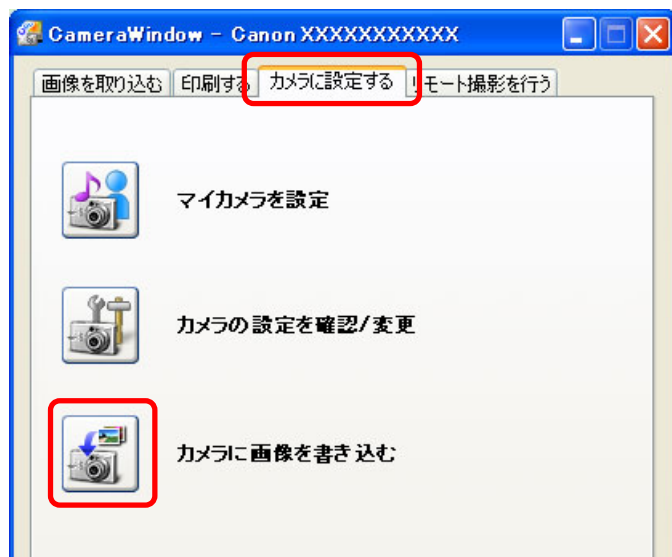 CameraWindow - Canon XXXXXXXXXXX
画像を取り込む 印刷する カメラに設定する リモート撮影を行う
マイカメラを設定
カメラの設定を確認/変更
カメラに画像を書き込む